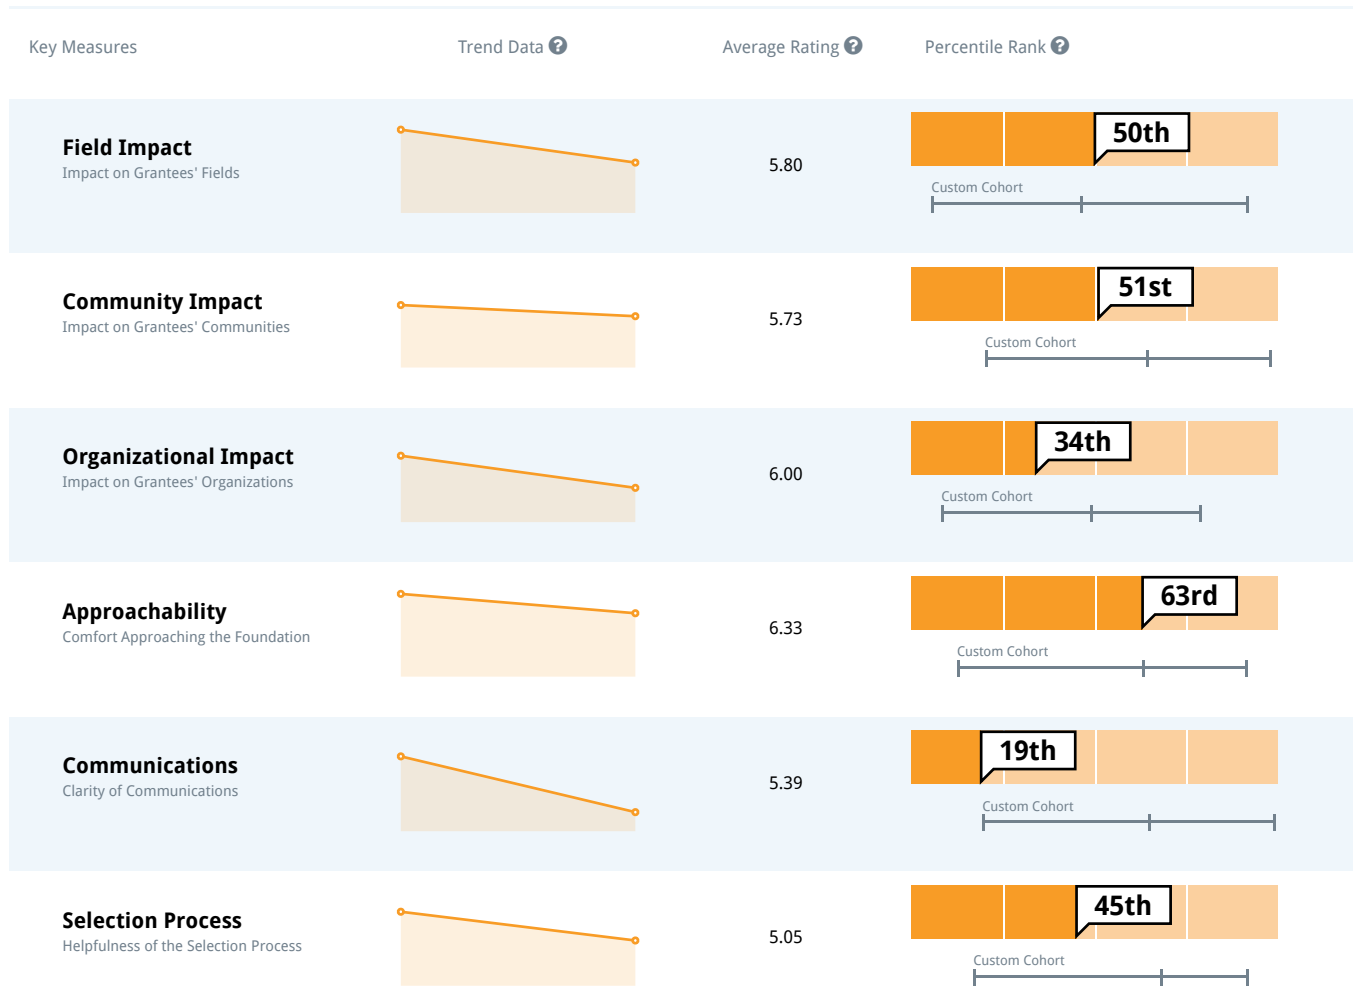 Key Measures Trend Data ? Average Rating ? Percentile Rank ?
Field Impact
Impact on Grantees' Fields
5.80
50th
Custom Cohort
Community Impact
Impact on Grantees' Communities
5.73
51st
Custom Cohort
Organizational Impact
Impact on Grantees' Organizations
6.00
34th
Custom Cohort
Approachability
Comfort Approaching the Foundation
6.33
63rd
Custom Cohort
Communications
Clarity of Communications
5.39
19th
Custom Cohort
Selection Process
Helpfulness of the Selection Process
5.05
45th
Custom Cohort